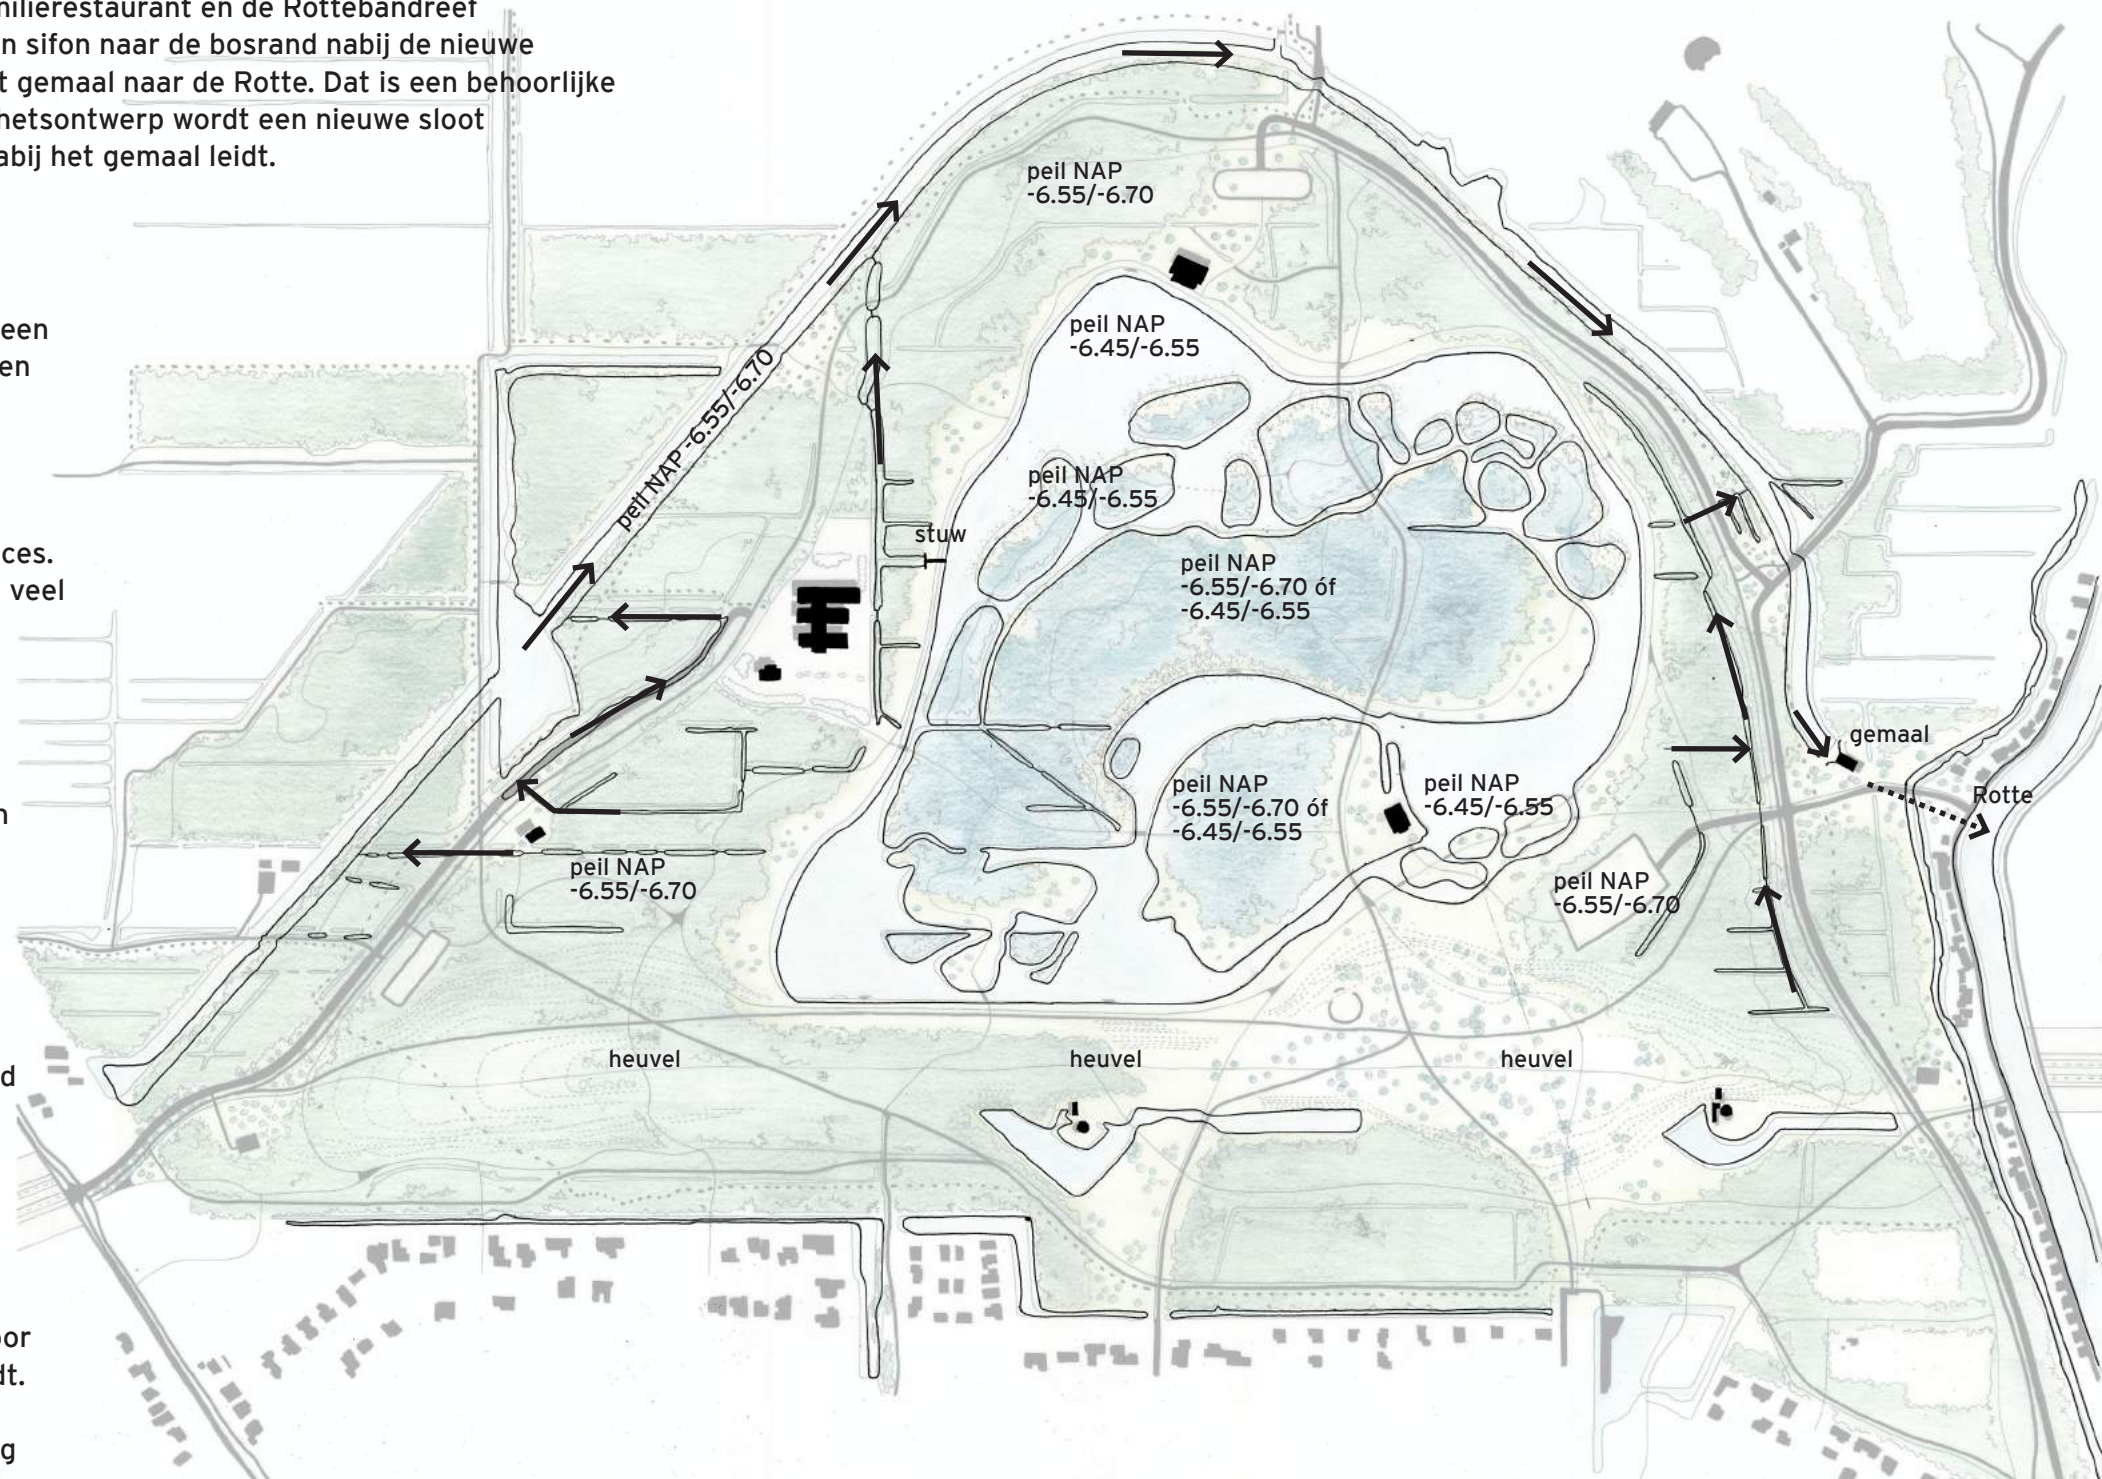 milierestaurant en de Rottebandreef
n sifon naar de bosrand nabij de nieuwe
t gemaal naar de Rotte. Dat is een behoorlijke
hetsontwerp wordt een nieuwe sloot
abij het gemaal leidt.
een
en
ces.
veel
n
d
oor
dt.
g
peil NAP
-6.55/-6.70
peil NAP
-6.45/-6.55
peil NAP -6.55/-6.70
peil NAP
-6.45/-6.55
stuw
peil NAP
-6.55/-6.70 óf
-6.45/-6.55
gemaal
Rotte
peil NAP
-6.55/-6.70 óf
-6.45/-6.55
peil NAP
-6.45/-6.55
peil NAP
-6.55/-6.70
peil NAP
-6.55/-6.70
heuvel
heuvel
heuvel